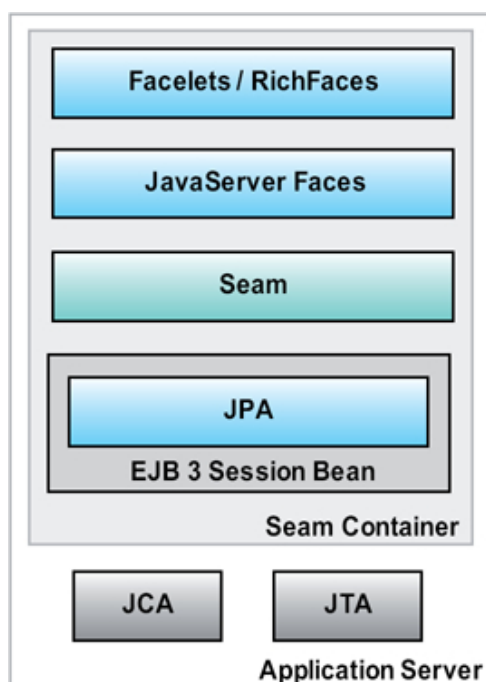 Facelets / RichFaces
JavaServer Faces
Seam
JPA
EJB 3 Session Bean
Seam Container
JCA
JTA
Application Server